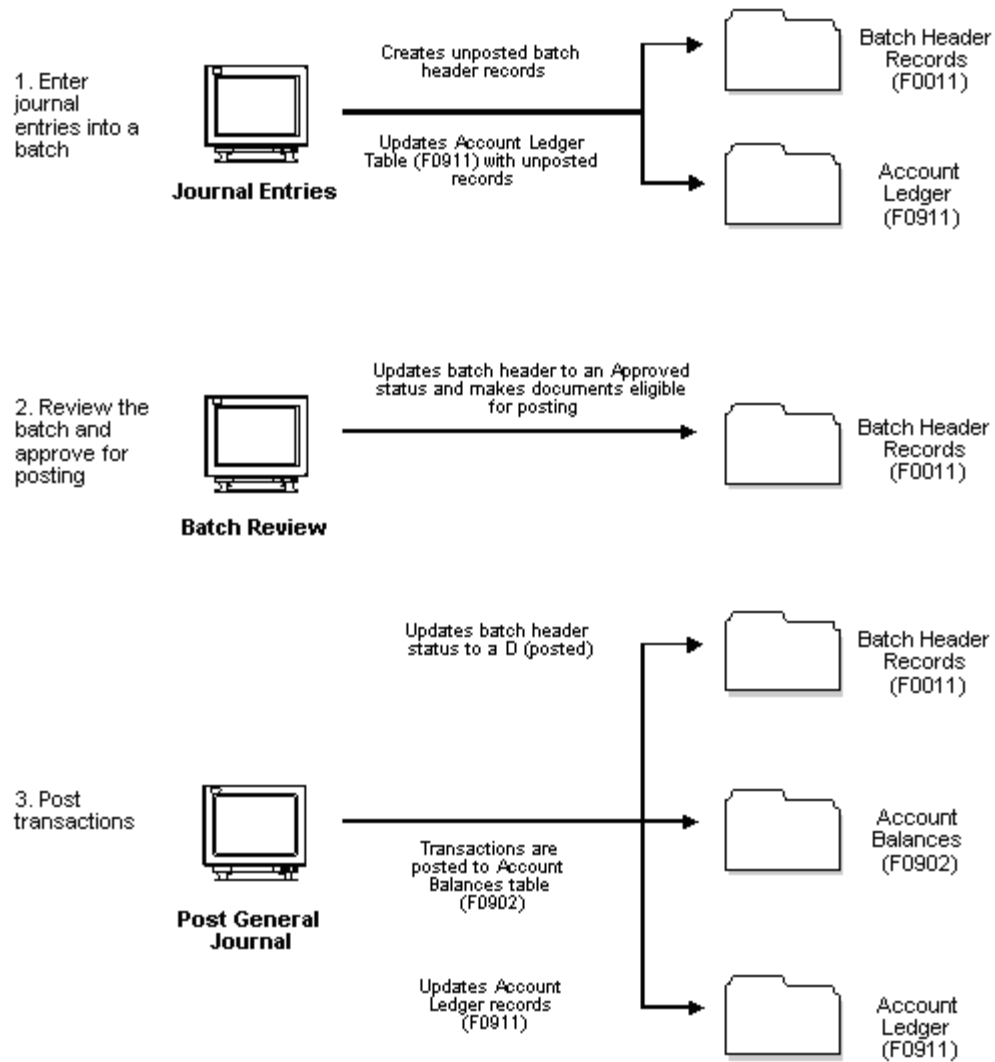 1. Enter
journal
entries into a
batch
Journal Entries
Creates unposted batch
header records
Updates Account Ledger
Table (F0911) with unposted
records
Batch Header
Records
(F0011)
Account
Ledger
(F0911)
2. Review the
batch and
approve for
posting
Batch Review
Updates batch header to an Approved
status and makes documents eligible
for posting
Batch Header
Records
(F0011)
3. Post
transactions
Post General
Journal
Updates batch header
status to a D (posted)
Transactions are
posted to Account
Balances table
(F0902)
Updates Account
Ledger records
(F0911)
Batch Header
Records
(F0011)
Account
Balances
(F0902)
Account
Ledger
(F0911)